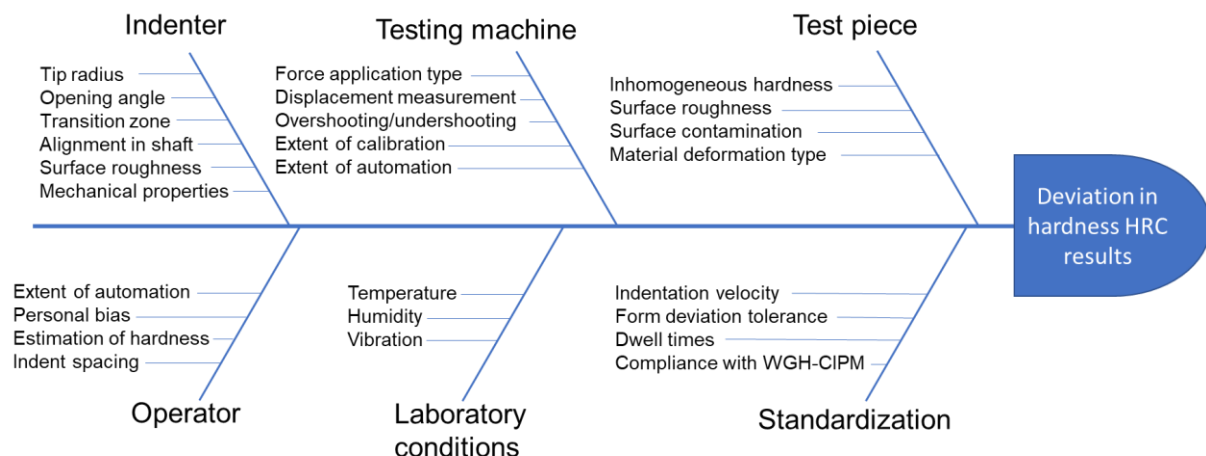 Indenter
Tip radius
Opening angle
Transition zone
Alignment in shaft
Surface roughness
Mechanical properties
Testing machine
Force application type
Displacement measurement
Overshooting/undershooting
Extent of calibration
Extent of automation
Test piece
Inhomogeneous hardness
Surface roughness
Surface contamination
Material deformation type
Deviation in
hardness HRC
results
Extent of automation
Personal bias
Estimation of hardness
Indent spacing
Operator
Temperature
Humidity
Vibration
Laboratory
conditions
Indentation velocity
Form deviation tolerance
Dwell times
Compliance with WGH-CIPM
Standardization